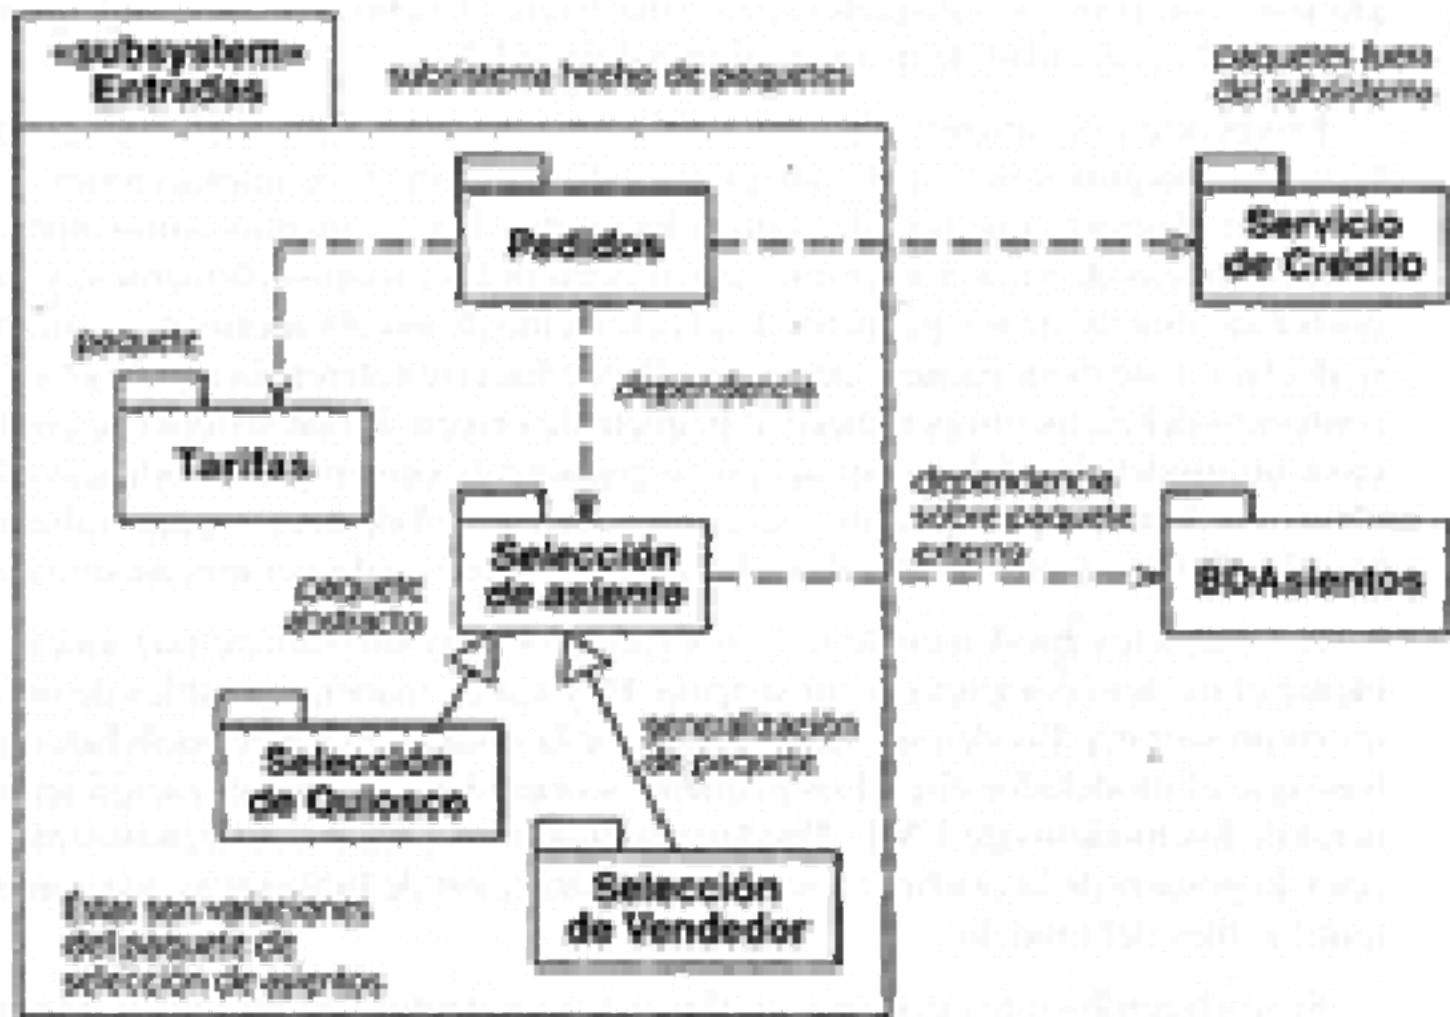 «subsystem»
Entradas
subsistema hecho de paquetes
paquetes fuera
del subsistema
Pedidos
Servicio
de Crédito
paquete
dependencia
Tarifas
dependencia
sobre paquete
externo
Selección
de asiento
BDAsientos
paquete
abstracto
generalización
de paquete
Selección
de Quiosco
Selección
de Vendedor
Éstas son variaciones
del paquete de
selección de asientos